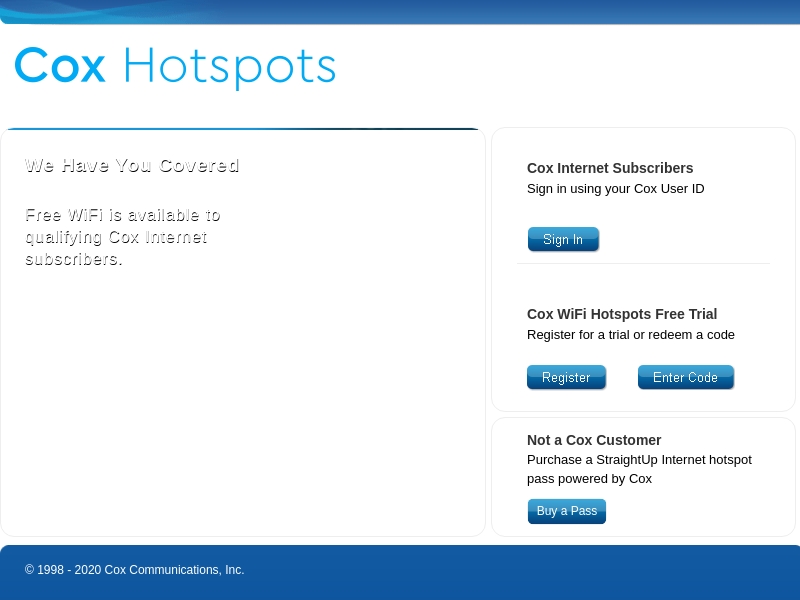 Cox Hotspots
We Have You Covered
Free WiFi is available to
qualifying Cox Internet
subscribers.
Cox Internet Subscribers
Sign in using your Cox User ID
Sign In
Cox WiFi Hotspots Free Trial
Register for a trial or redeem a code
Register
Enter Code
Not a Cox Customer
Purchase a StraightUp Internet hotspot
pass powered by Cox
Buy a Pass
© 1998 - 2020 Cox Communications, Inc.